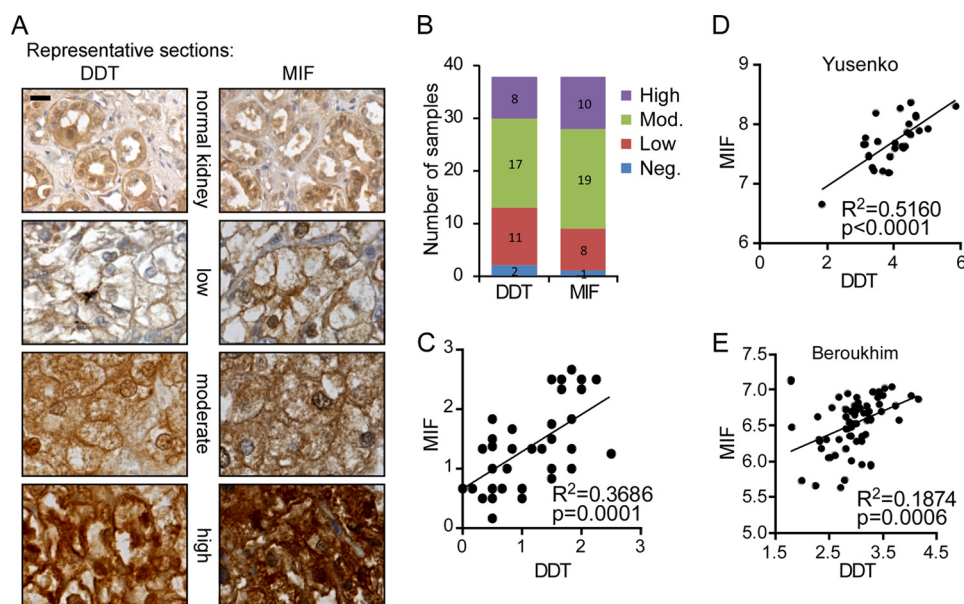 A
Representative sections:
DDT MIF
normal kidney
low
moderate
high
B
Number of samples
40
30
20
10
0
8
17
11
2
10
19
8
1
DDT MIF
High
Mod.
Low
Neg.
C
MIF
3
2
1
0
0 1 2 3
DDT
R²=0.3686
p=0.0001
D
Yusenko
MIF
9
8
7
6
0 2 4 6
DDT
R²=0.5160
p<0.0001
E
Beroukhim
MIF
7.5
7.0
6.5
6.0
5.5
5.0
1.5 2.5 3.5 4.5
DDT
R²=0.1874
p=0.0006